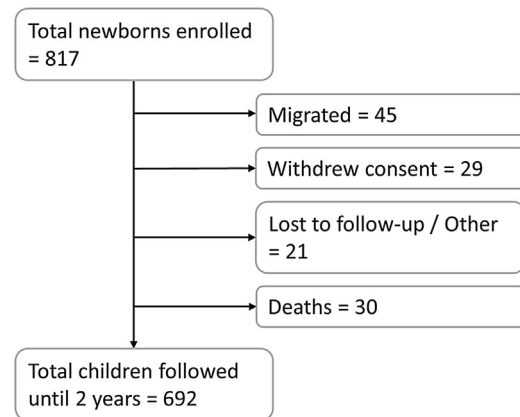 Total newborns enrolled
= 817
Migrated = 45
Withdrew consent = 29
Lost to follow-up / Other
= 21
Deaths = 30
Total children followed
until 2 years = 692